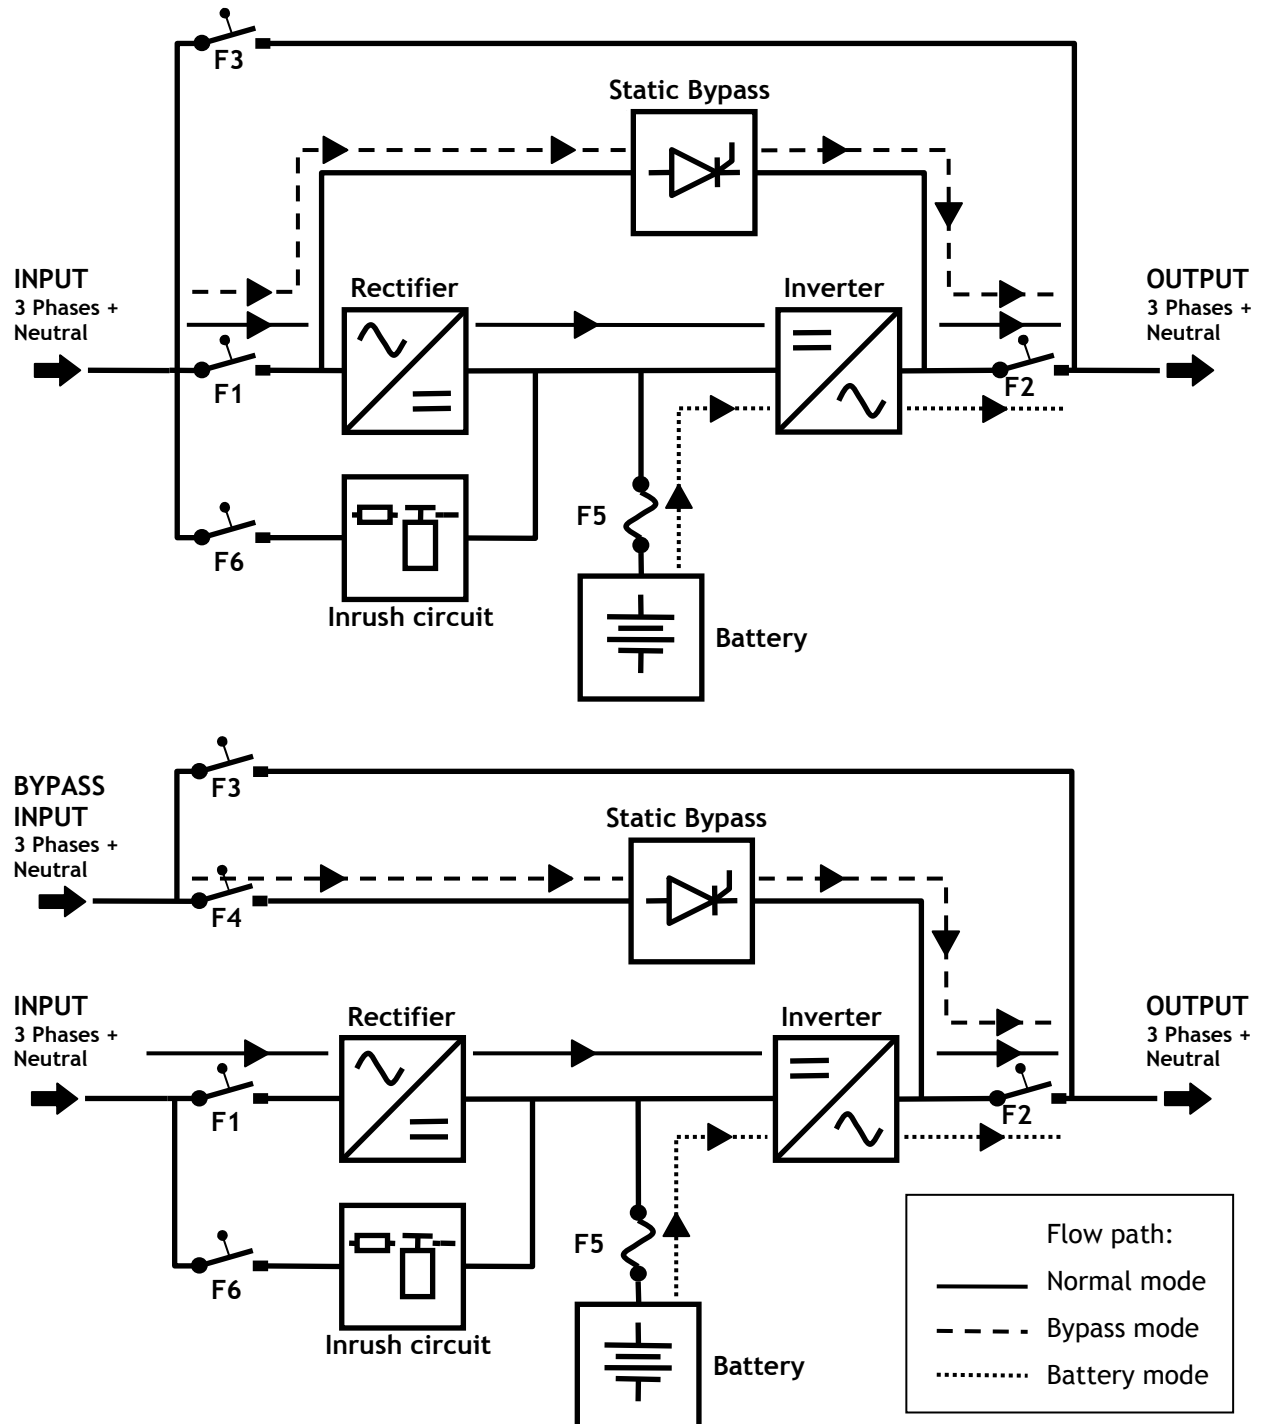 F3
Static Bypass
INPUT
3 Phases +
Neutral
Rectifier
Inverter
OUTPUT
3 Phases +
Neutral
F1
F2
F5
F6
Inrush circuit
Battery
F3
BYPASS
INPUT
3 Phases +
Neutral
Static Bypass
F4
INPUT
3 Phases +
Neutral
Rectifier
Inverter
OUTPUT
3 Phases +
Neutral
F1
F2
F5
F6
Inrush circuit
Battery
Flow path:
Normal mode
Bypass mode
Battery mode